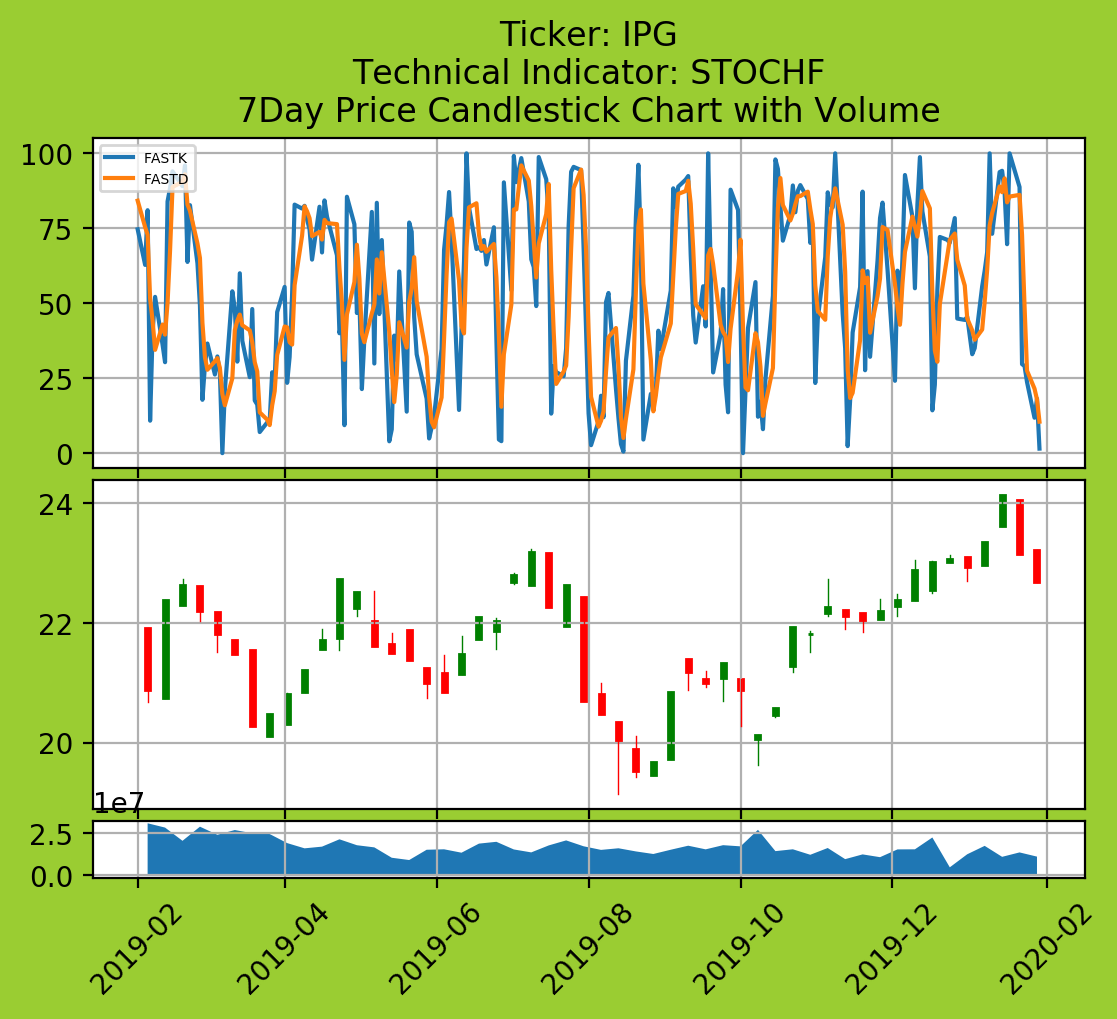 Ticker: IPG
Technical Indicator: STOCHF
7Day Price Candlestick Chart with Volume
FASTK
FASTD
100
75
50
25
0
24
22
20
1e7
2.5
0.0
2019-02
2019-04
2019-06
2019-08
2019-10
2019-12
2020-02